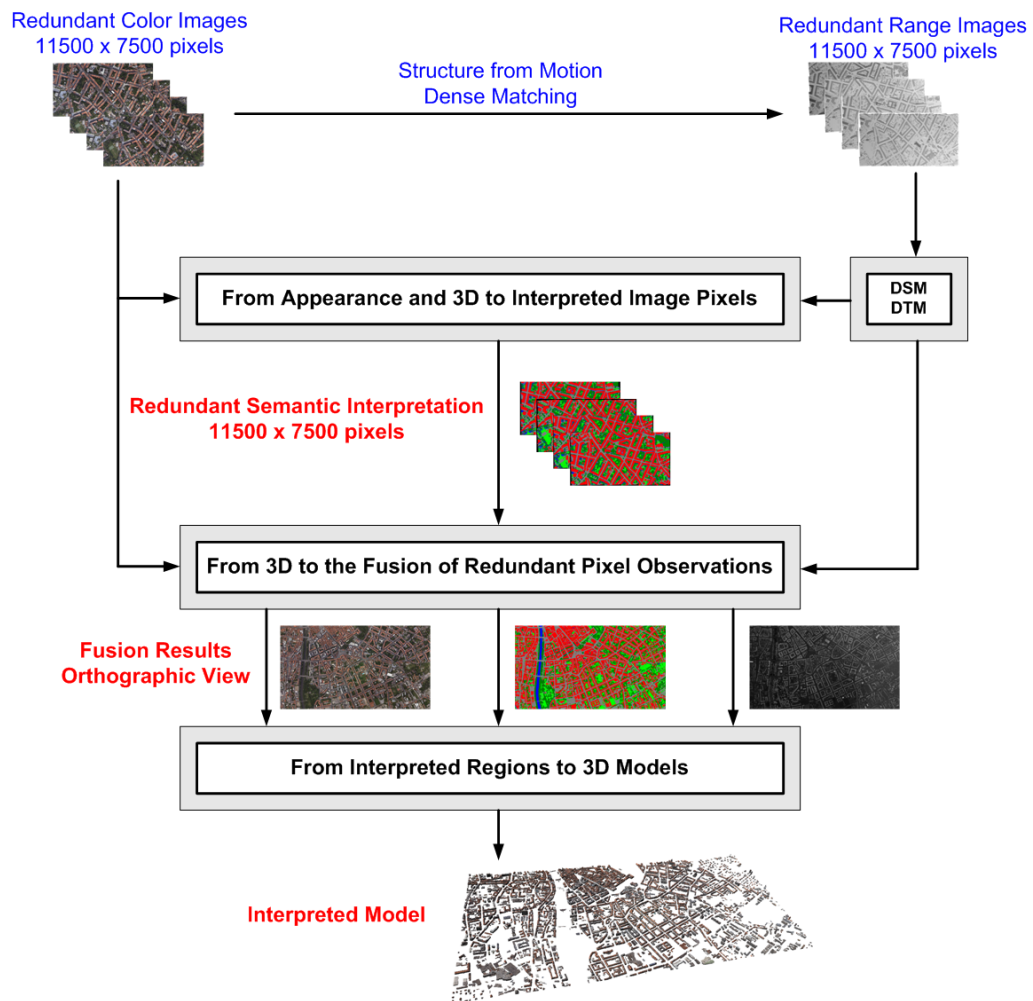 Redundant Color Images
11500 x 7500 pixels
Redundant Range Images
11500 x 7500 pixels
Structure from Motion
Dense Matching
From Appearance and 3D to Interpreted Image Pixels
DSM
DTM
Redundant Semantic Interpretation
11500 x 7500 pixels
From 3D to the Fusion of Redundant Pixel Observations
Fusion Results
Orthographic View
From Interpreted Regions to 3D Models
Interpreted Model